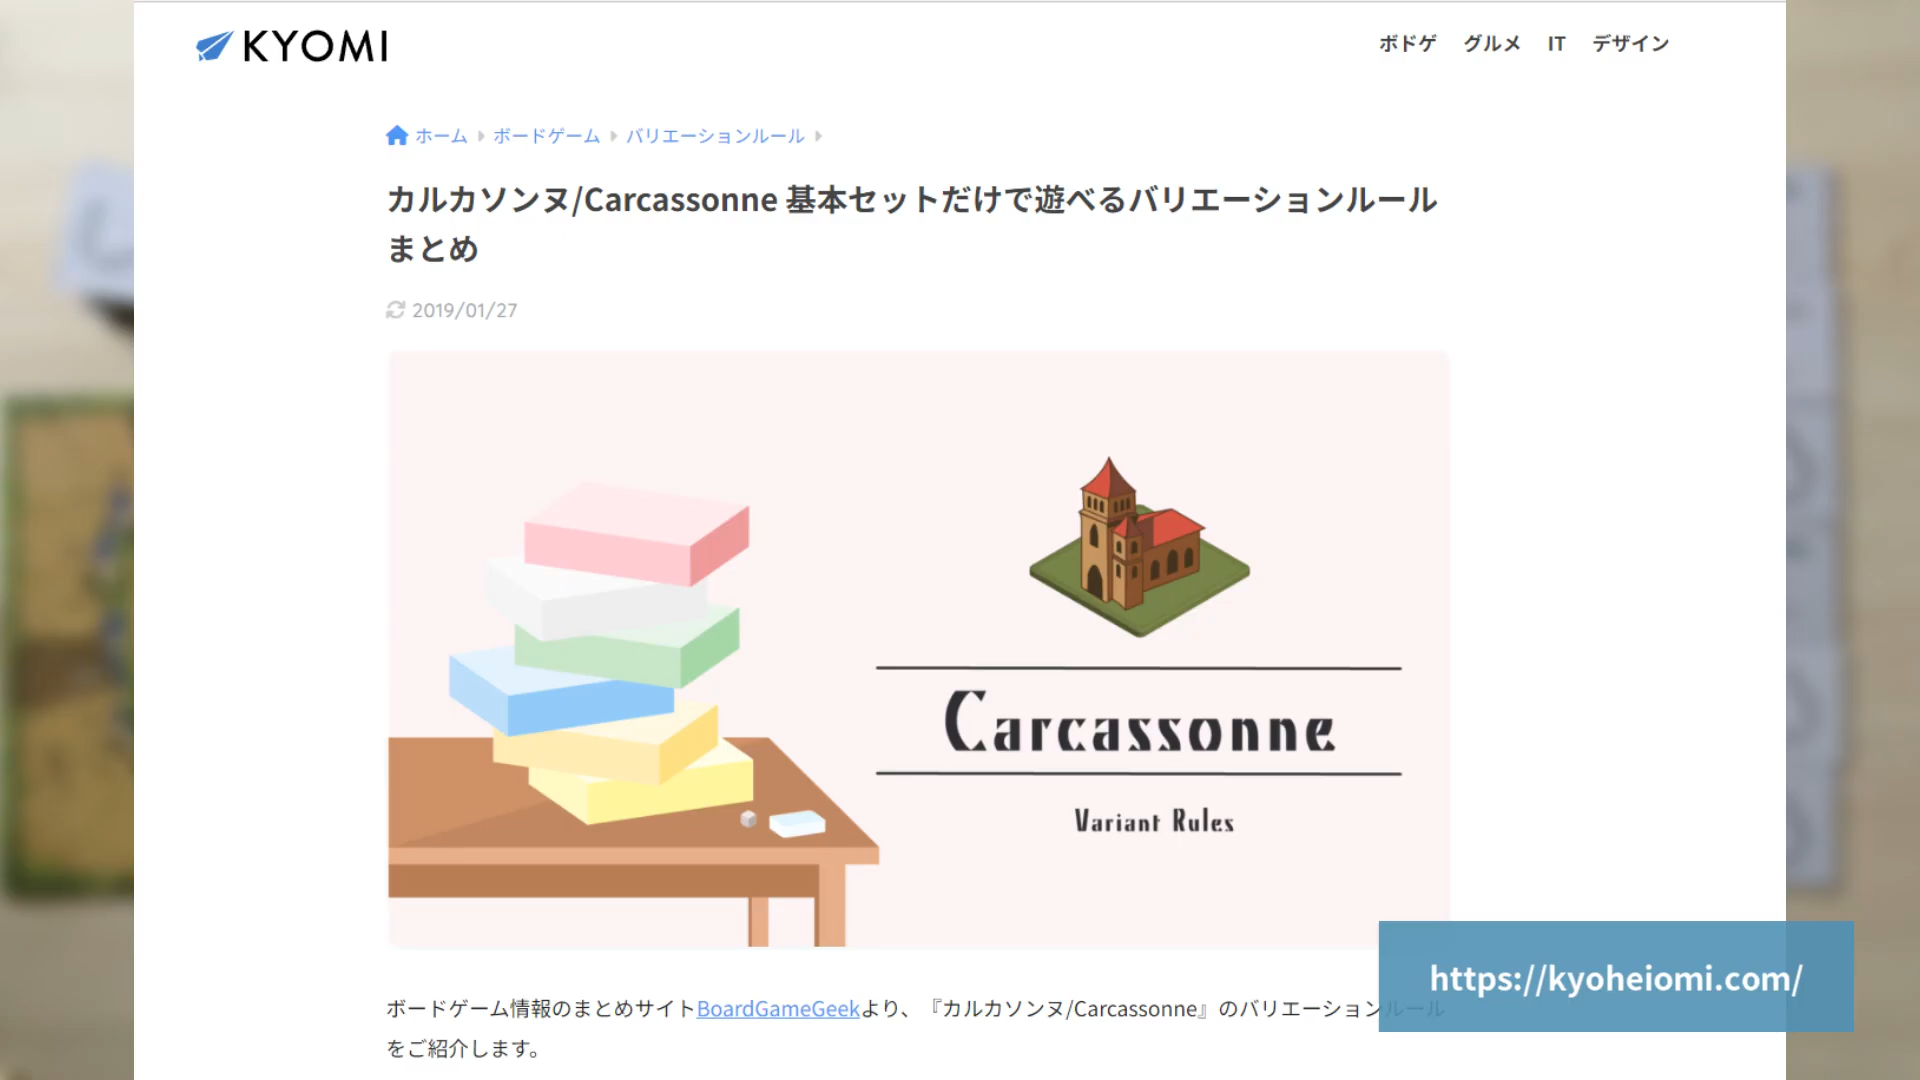 KYOMI
ボドゲ グルメ IT デザイン
ホーム ボードゲーム バリエーションルール
カルカソンヌ/Carcassonne 基本セットだけで遊べるバリエーションルール
まとめ
2019/01/27
Carcassonne
Variant Rules
https://kyoheiomi.com/
ボードゲーム情報のまとめサイトBoardGameGeekより、『カルカソンヌ/Carcassonne』のバリエーションルール
をご紹介します。